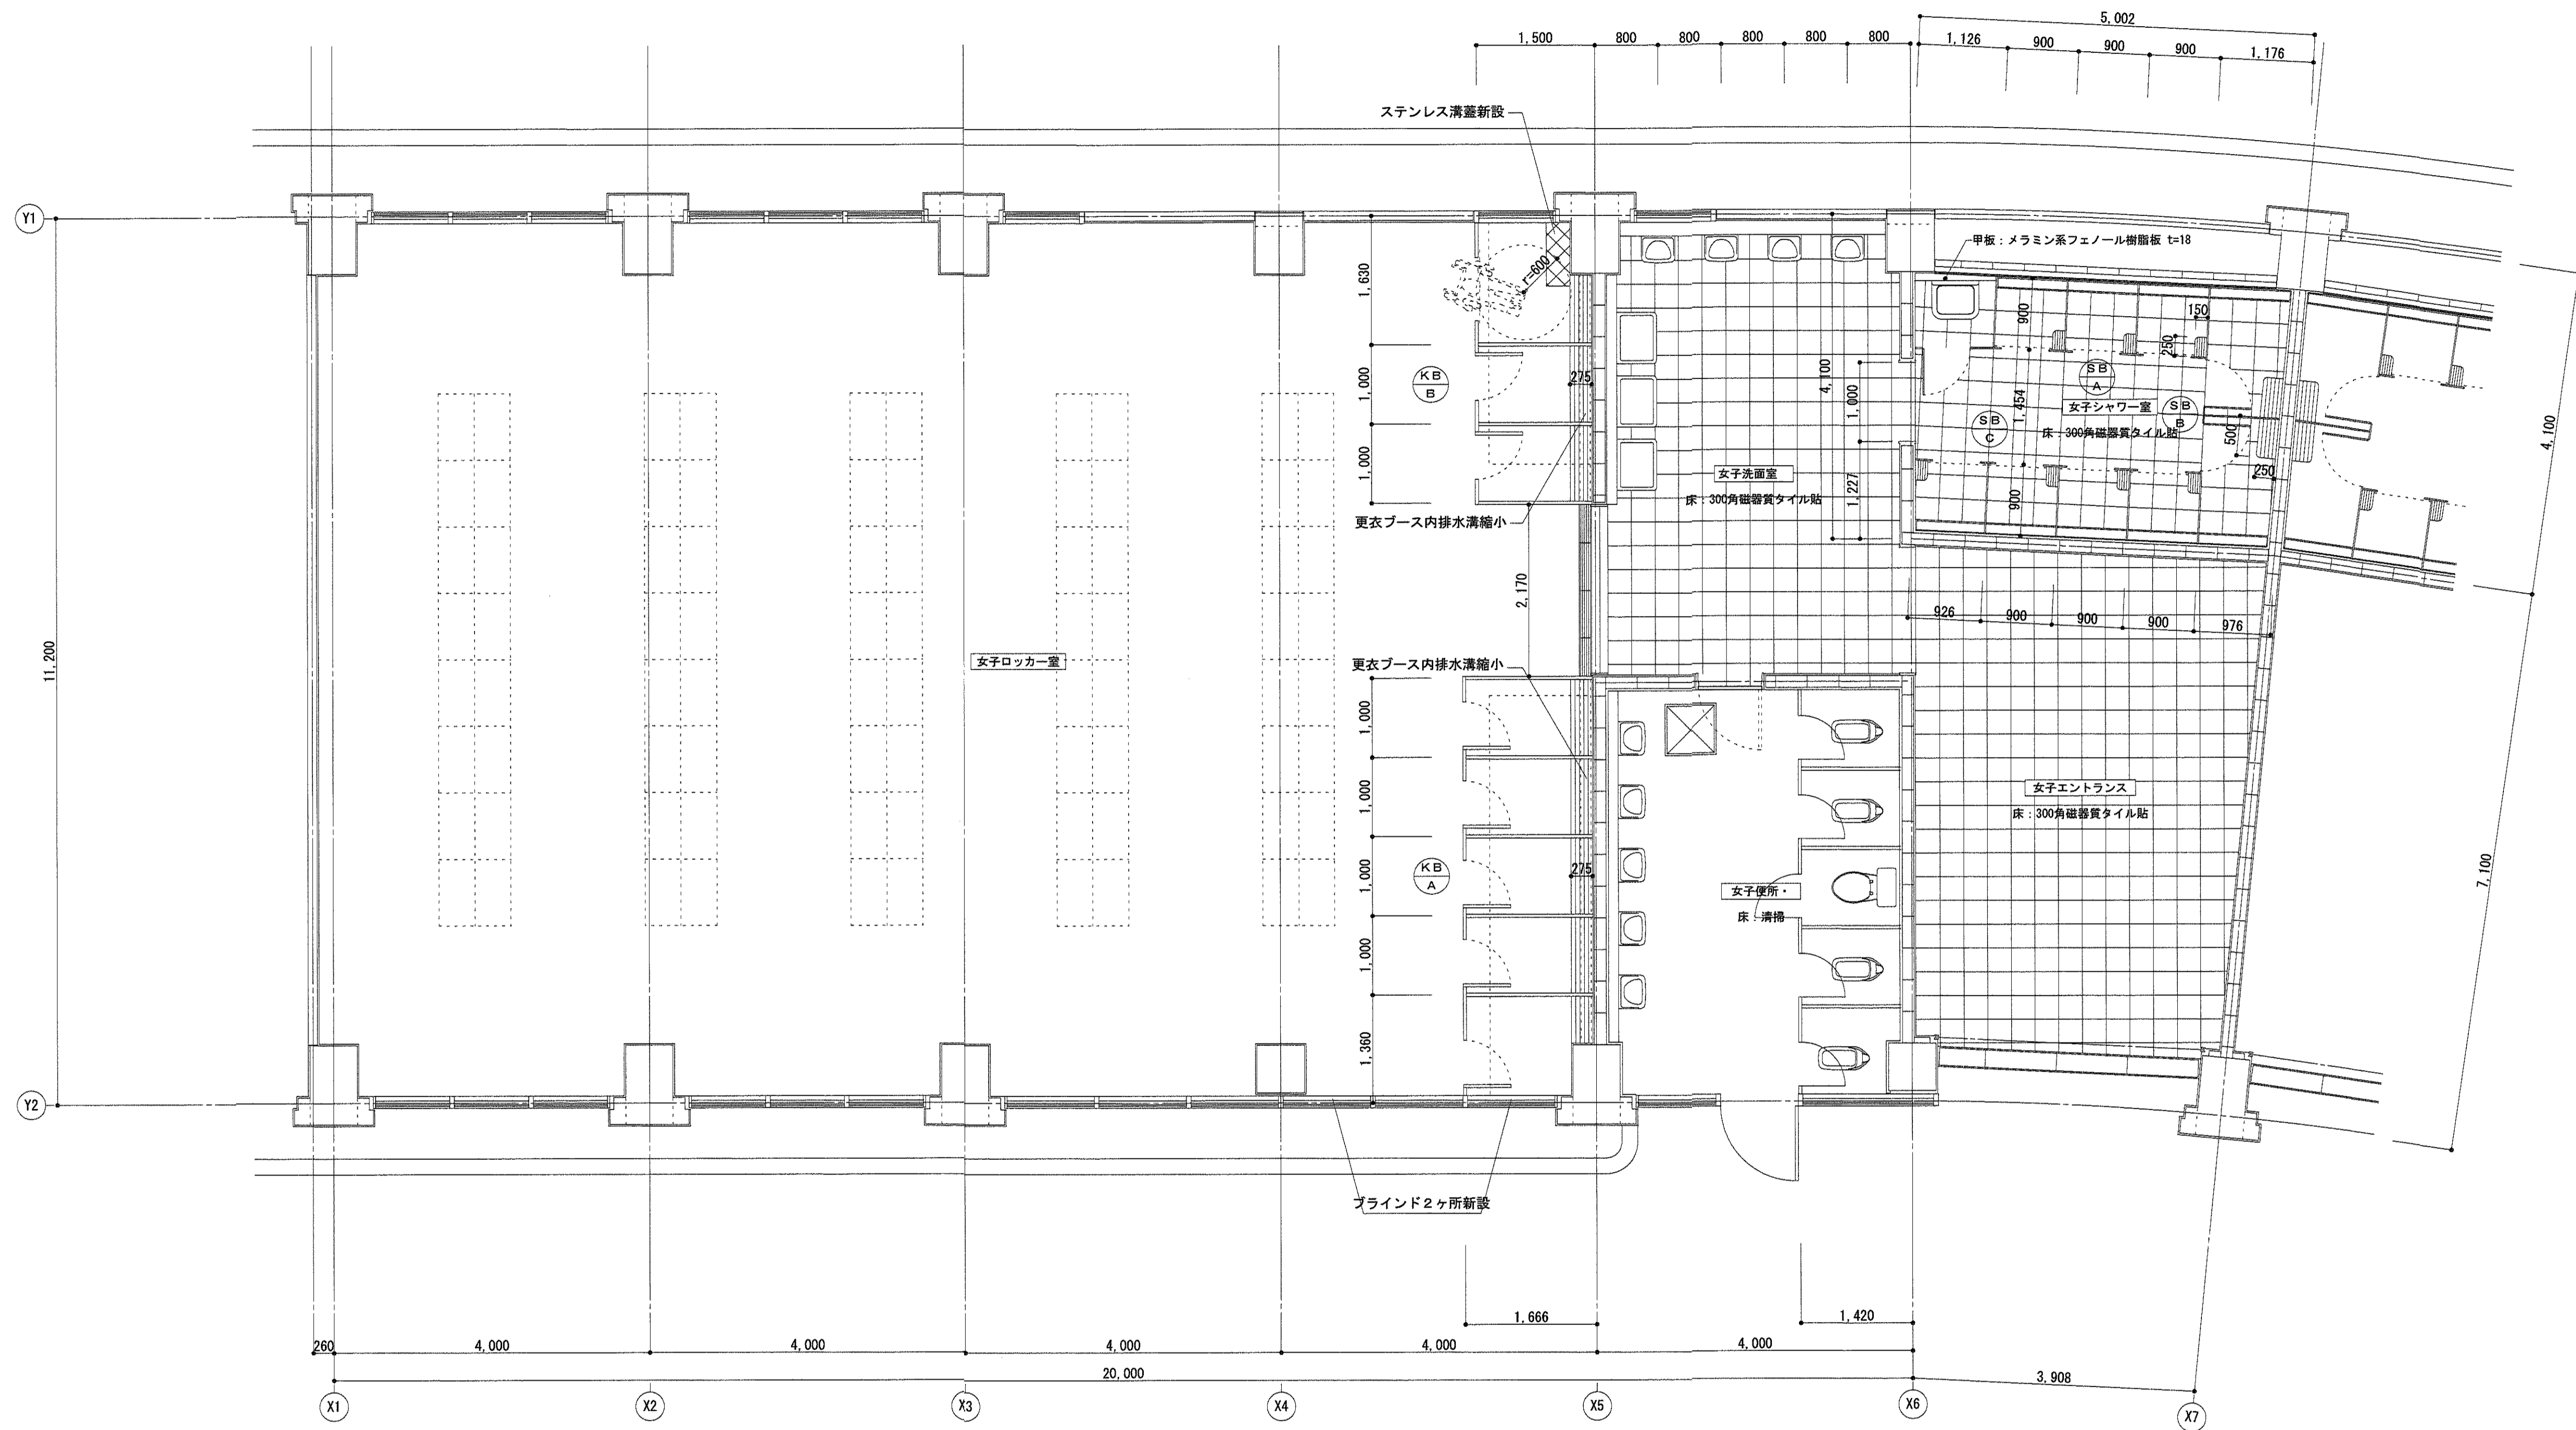 5,002
1,500
800
800
800
800
800
1,126
900
900
900
1,176
ステンレス溝蓋新設
Y1
甲板：メラミン系フェノール樹脂板 t=18
r=600
1,630
900
150
250
4,100
1,000
1,454
KB
B
275
SB
A
女子シャワー室
SB
B
SB
C
床：300角磁器質タイル貼
500
250
4,100
1,000
1,000
女子洗面室
床：300角磁器質タイル貼
1,227
900
更衣ブース内排水溝縮小
2,170
926
900
900
900
976
11,200
女子ロッカー室
更衣ブース内排水溝縮小
1,000
1,000
女子エントランス
床：300角磁器質タイル貼
KB
A
1,000
275
女子便所・
床：清掃
7,100
1,000
1,360
Y2
ブラインド２ヶ所新設
1,666
1,420
260
4,000
4,000
4,000
4,000
4,000
20,000
3,908
X1
X2
X3
X4
X5
X6
X7